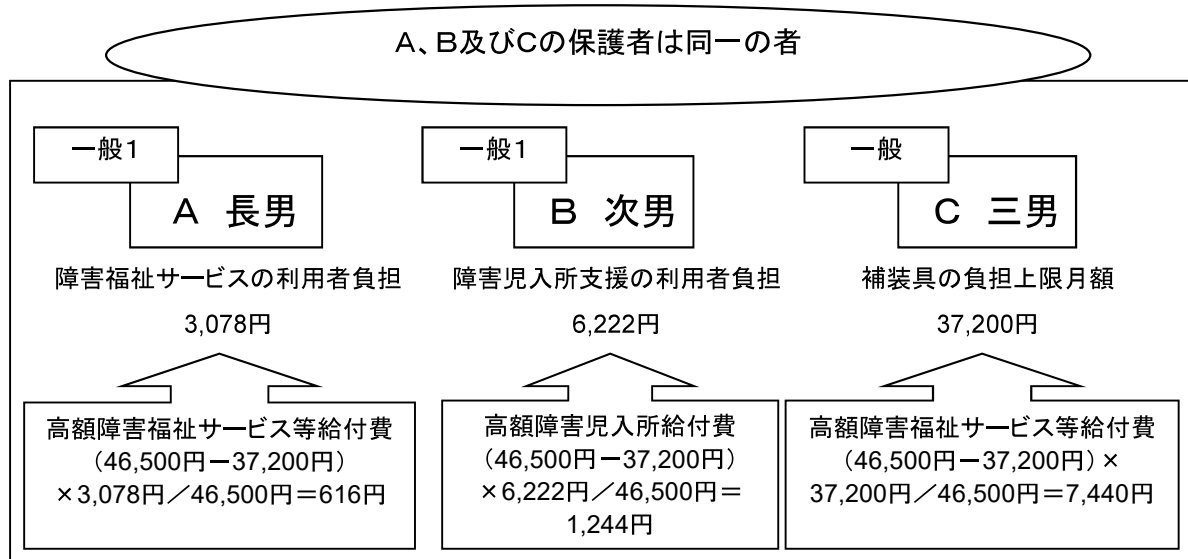 A、B及びCの保護者は同一の者
一般1
A 長男
障害福祉サービスの利用者負担
3,078円
高額障害福祉サービス等給付費
(46,500円－37,200円)
×3,078円／46,500円＝616円
一般1
B 次男
障害児入所支援の利用者負担
6,222円
高額障害児入所給付費
(46,500円－37,200円)
×6,222円／46,500円＝
1,244円
一般
C 三男
補装具の負担上限月額
37,200円
高額障害福祉サービス等給付費
(46,500円－37,200円)×
37,200円／46,500円＝7,440円